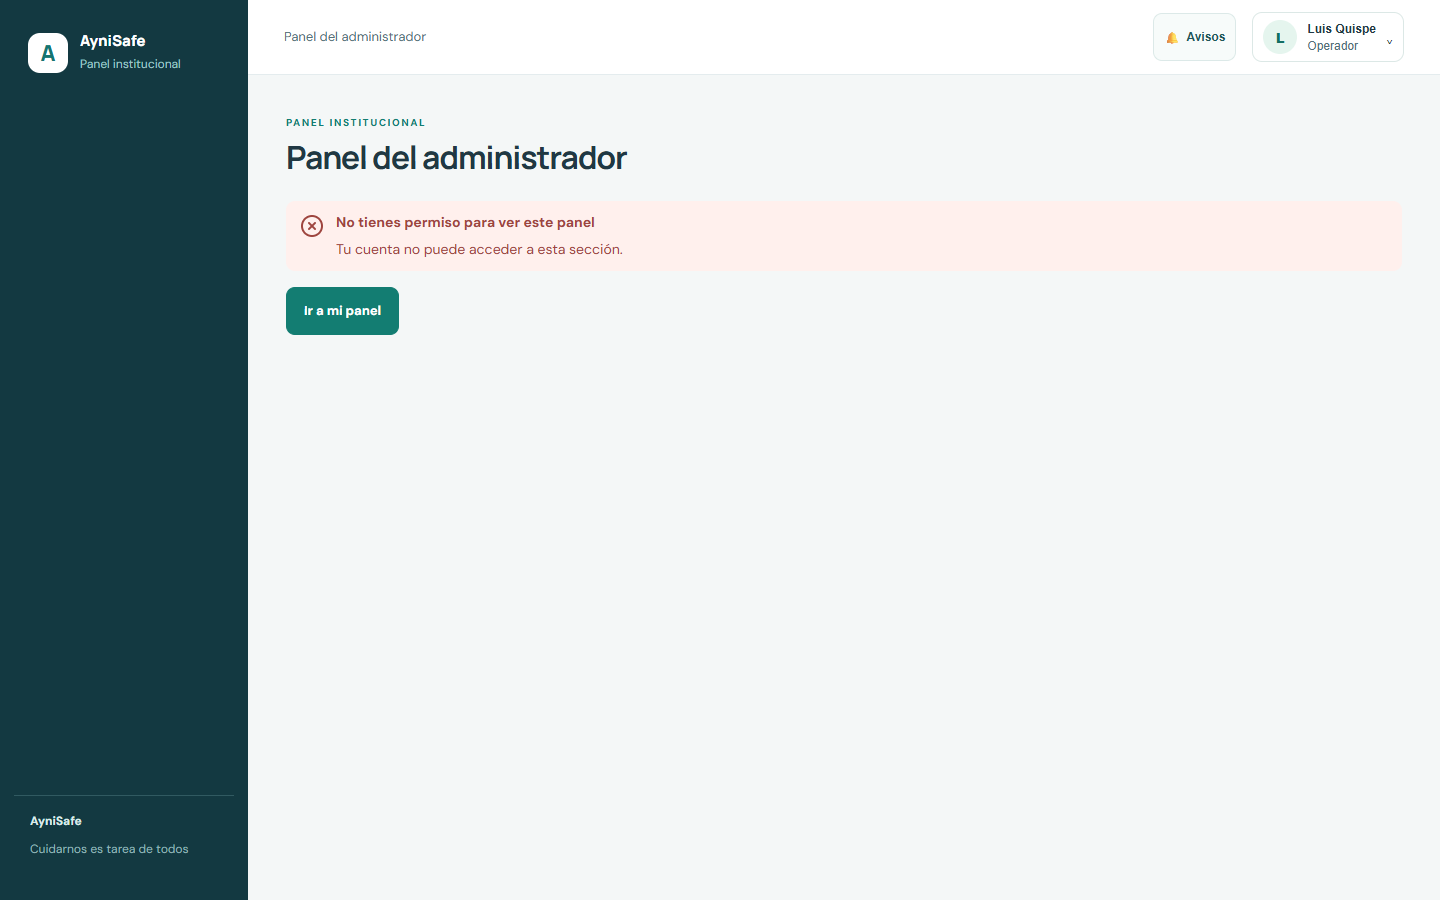 A
AyniSafe
Panel institucional
Panel del administrador
Avisos
L
Luis Quispe
Operador
PANEL INSTITUCIONAL
Panel del administrador
No tienes permiso para ver este panel
Tu cuenta no puede acceder a esta sección.
Ir a mi panel
AyniSafe
Cuidarnos es tarea de todos